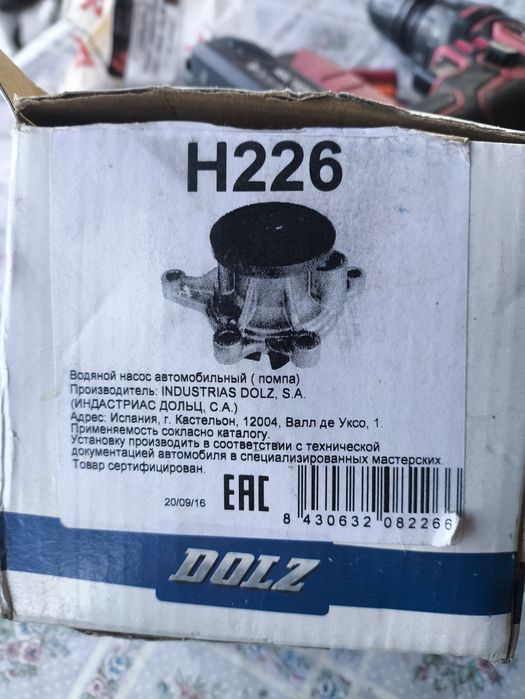 H226
Водяной насос автомобильный ( помпа)
Производитель: INDUSTRIAS DOLZ, S.A.
(ИНДАСТРИАС ДОЛЬЦ, С.А.)
Адрес: Испания, г. Кастельон, 12004, Валл де Уксо, 1.
Применяемость сокласно каталогу.
Установку производить в соответствии с технической
документацией автомобиля в специализированных мастерских
Товар сертифицирован.
20/09/16
EAC
8 430632 082266
DOLZ